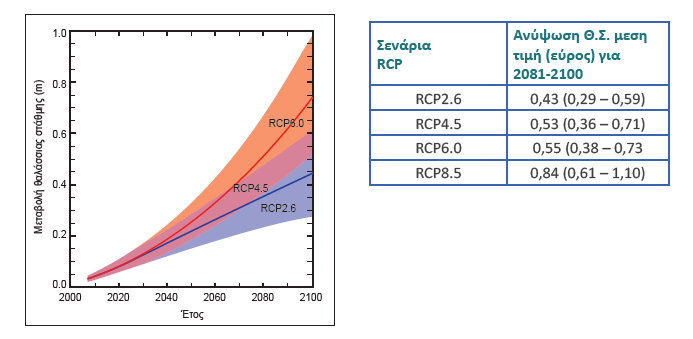 1.0
0.8
0.6
0.4
0.2
0.0
Μεταβολή θαλάσσιας στάθμης (m)
RCP6.0
RCP4.5
RCP2.6
2000 2020 2040 2060 2080 2100
Έτος
Σενάρια
RCP
Ανύψωση Θ.Σ. μεση
τιμή (εύρος) για
2081-2100
RCP2.6 0,43 (0,29 – 0,59)
RCP4.5 0,53 (0,36 – 0,71)
RCP6.0 0,55 (0,38 – 0,73
RCP8.5 0,84 (0,61 – 1,10)